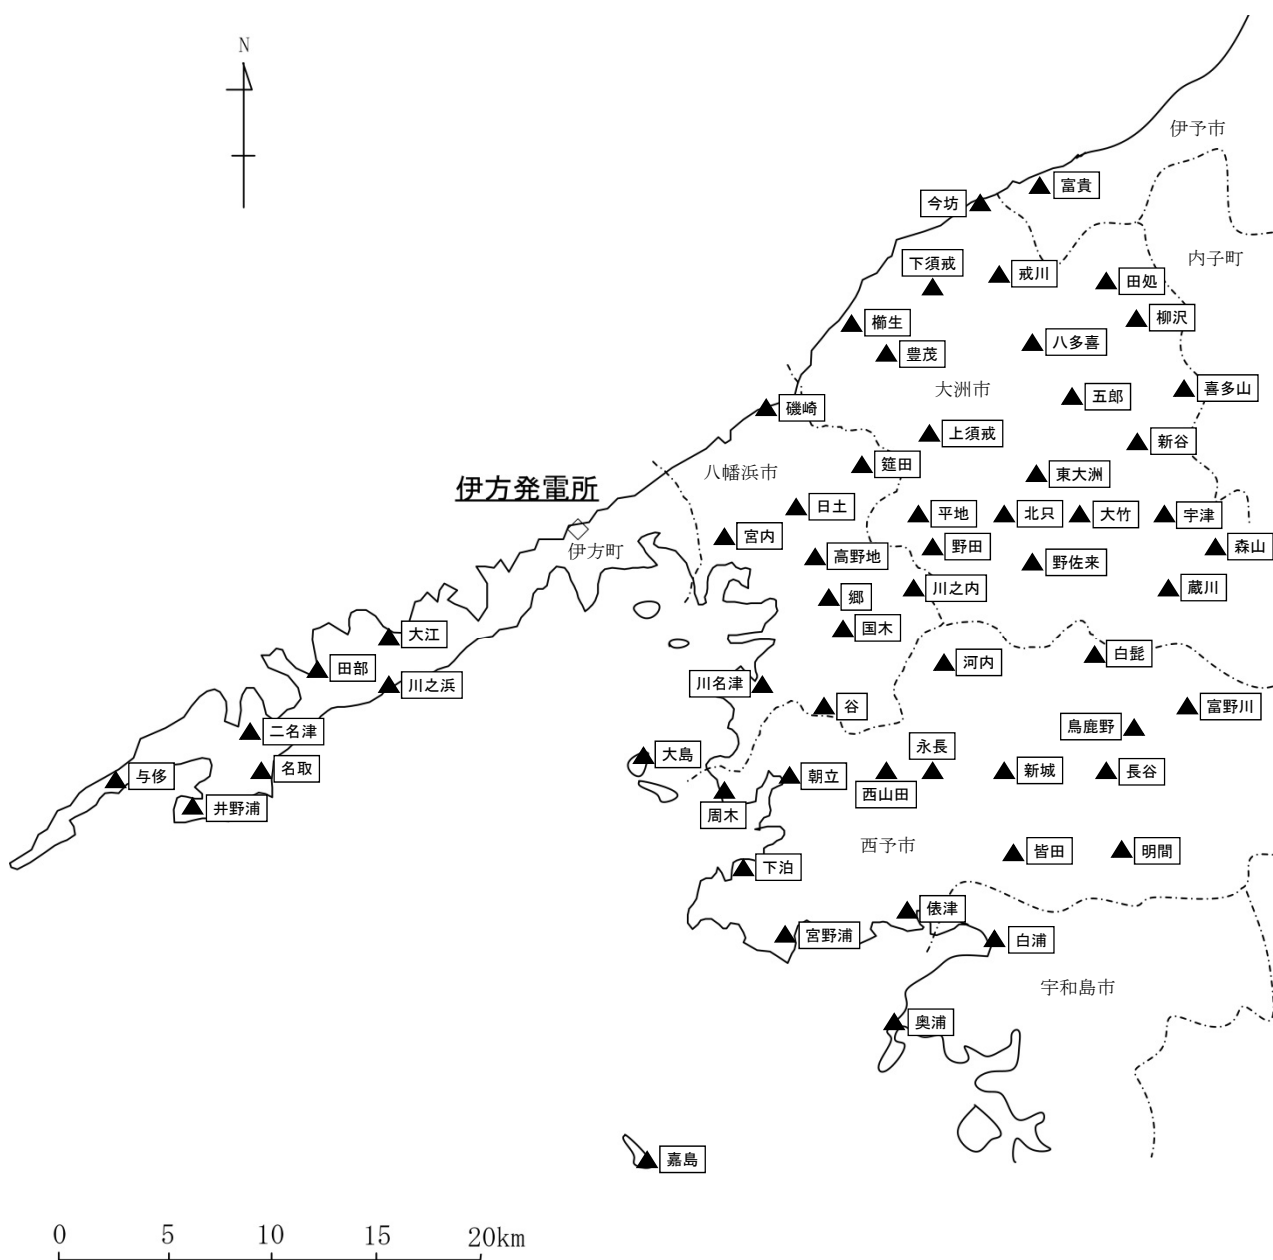 N
伊予市
富貴
今坊
内子町
下須戒
戒川
田処
柳沢
櫛生
八多喜
豊茂
大洲市
喜多山
五郎
磯崎
上須戒
新谷
八幡浜市
筵田
東大洲
伊方発電所
日土
平地
北只
大竹
宇津
伊方町
宮内
高野地
野田
森山
野佐来
川之内
蔵川
郷
国木
大江
白髭
河内
田部
川之浜
川名津
谷
富野川
鳥鹿野
二名津
大島
永長
与侈
名取
朝立
新城
長谷
西山田
井野浦
周木
西予市
皆田
明間
下泊
俵津
宮野浦
白浦
宇和島市
奥浦
嘉島
0 5 10 15 20km